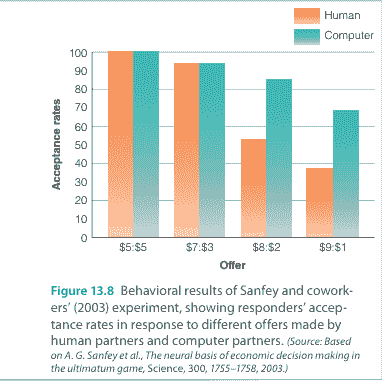 Human
Computer
100
90
80
70
60
50
40
30
20
10
0
Acceptance rates
$5:$5 $7:$3 $8:$2 $9:$1
Offer
Figure 13.8 Behavioral results of Sanfey and cowork-
ers’ (2003) experiment, showing responders’ accep-
tance rates in response to different offers made by
human partners and computer partners. (Source: Based
on A. G. Sanfey et al., The neural basis of economic decision making in
the ultimatum game, Science, 300, 1755–1758, 2003.)